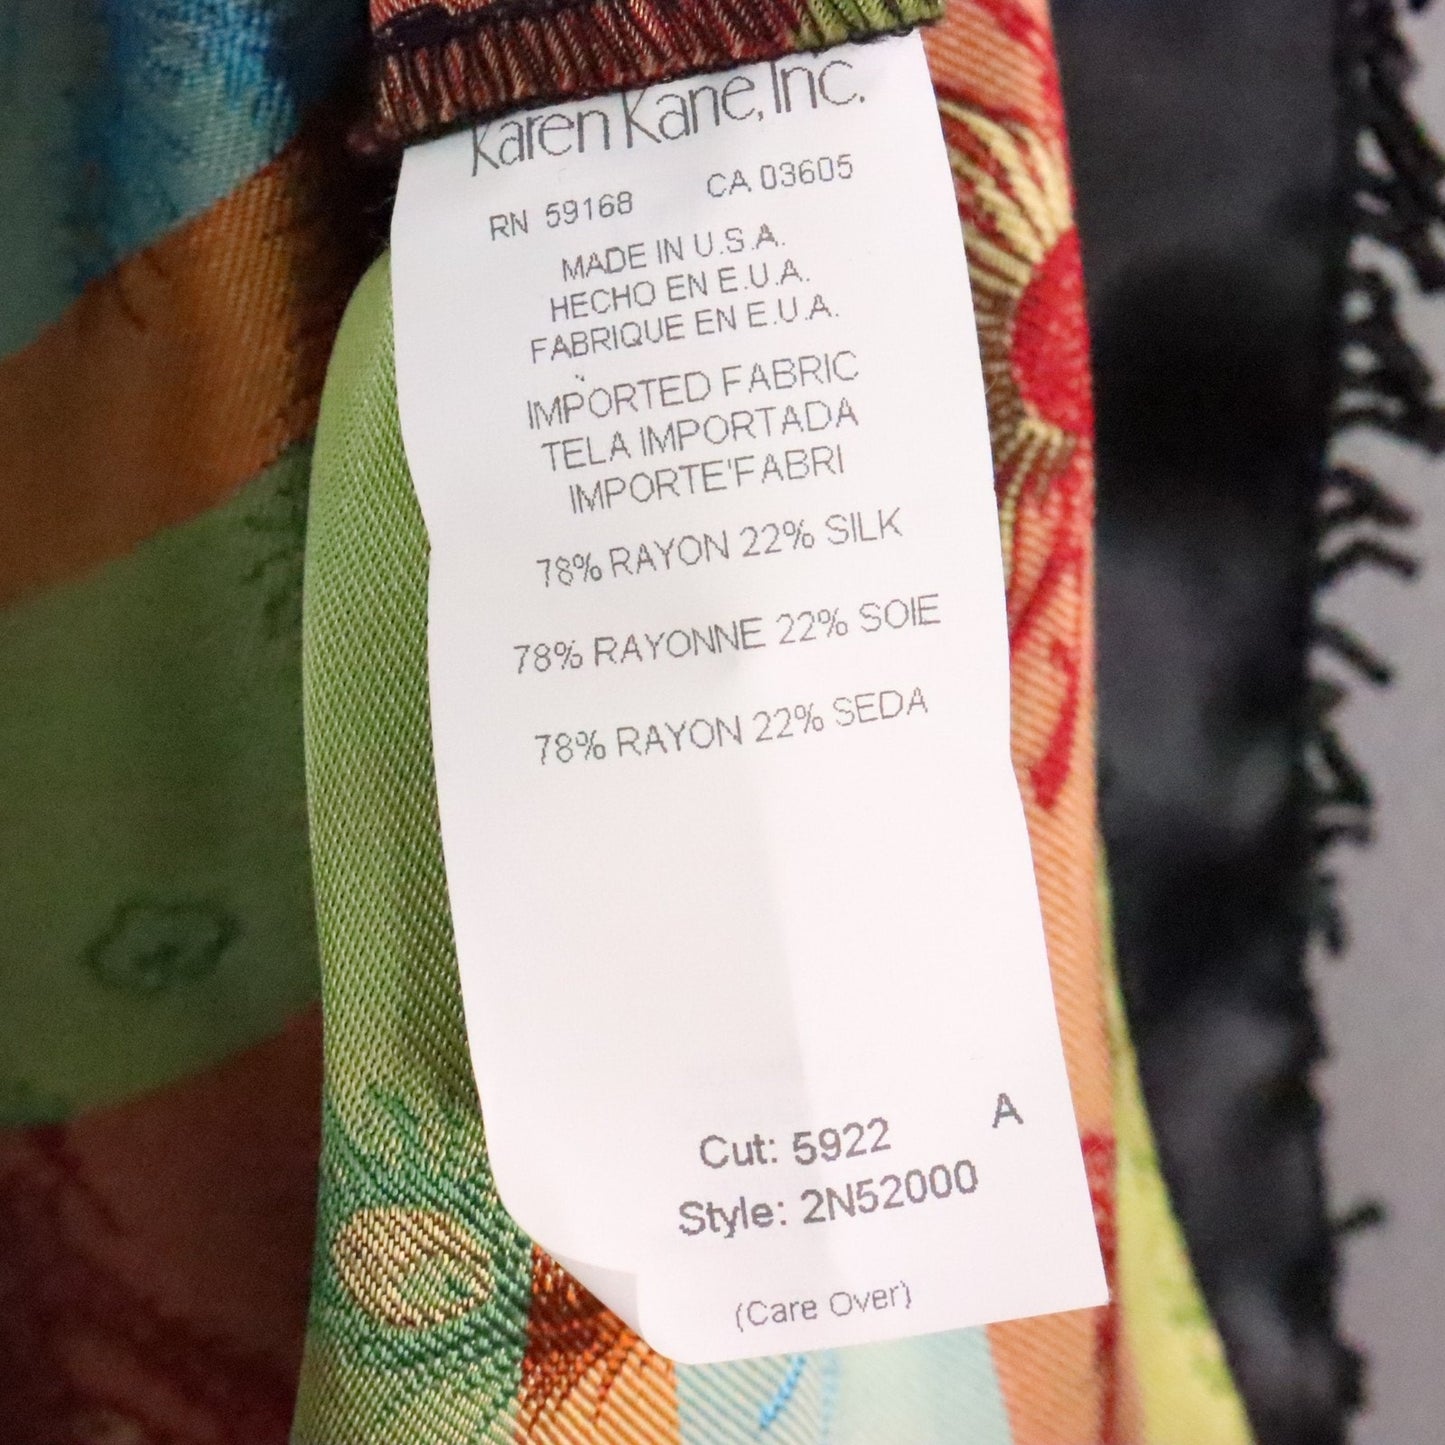 Karen Kane, Inc.
RN 59168 CA 03605
MADE IN U.S.A.
HECHO EN E.U.A.
FABRIQUE EN E.U.A.
IMPORTED FABRIC
TELA IMPORTADA
IMPORTE'FABRI
78% RAYON 22% SILK
78% RAYONNE 22% SOIE
78% RAYON 22% SEDA
A
Cut: 5922
Style: 2N52000
(Care Over)